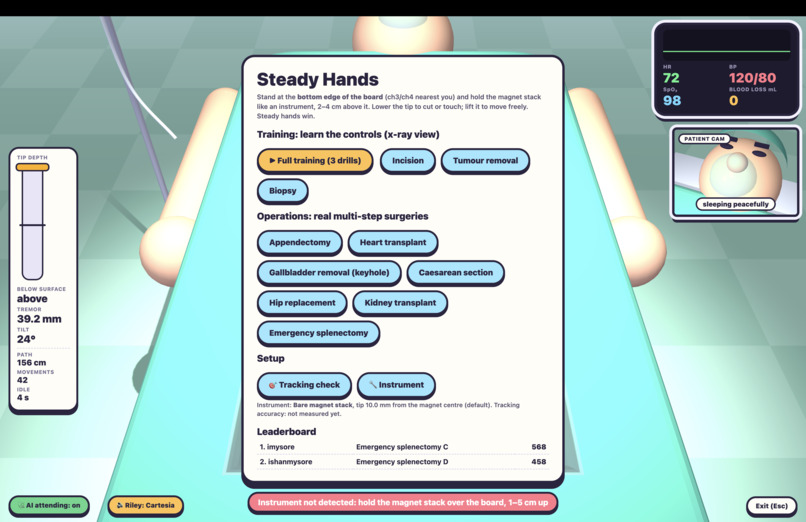 Steady Hands
Stand at the bottom edge of the board (ch3/ch4 nearest you) and hold the magnet stack
like an instrument, 2–4 cm above it. Lower the tip to cut or touch; lift it to move freely.
Steady hands win.
Training: learn the controls (x-ray view)
▶ Full training (3 drills)
Incision
Tumour removal
Biopsy
Operations: real multi-step surgeries
Appendectomy
Heart transplant
Gallbladder removal (keyhole)
Caesarean section
Hip replacement
Kidney transplant
Emergency splenectomy
Setup
🎯 Tracking check
🔧 Instrument
Instrument: Bare magnet stack, tip 10.0 mm from the magnet centre (default). Tracking
accuracy: not measured yet.
Leaderboard
1. imysore Emergency splenectomy C 568
2. ishanmysore Emergency splenectomy D 458
TIP DEPTH
BELOW SURFACE
above
TREMOR
39.2 mm
TILT
24°
PATH
156 cm
MOVEMENTS
42
IDLE
4 s
HR
72
BP
120/80
SpO₂
98
BLOOD LOSS mL
0
PATIENT CAM
sleeping peacefully
AI attending: on
Riley: Cartesia
Instrument not detected: hold the magnet stack over the board, 1–5 cm up
Exit (Esc)